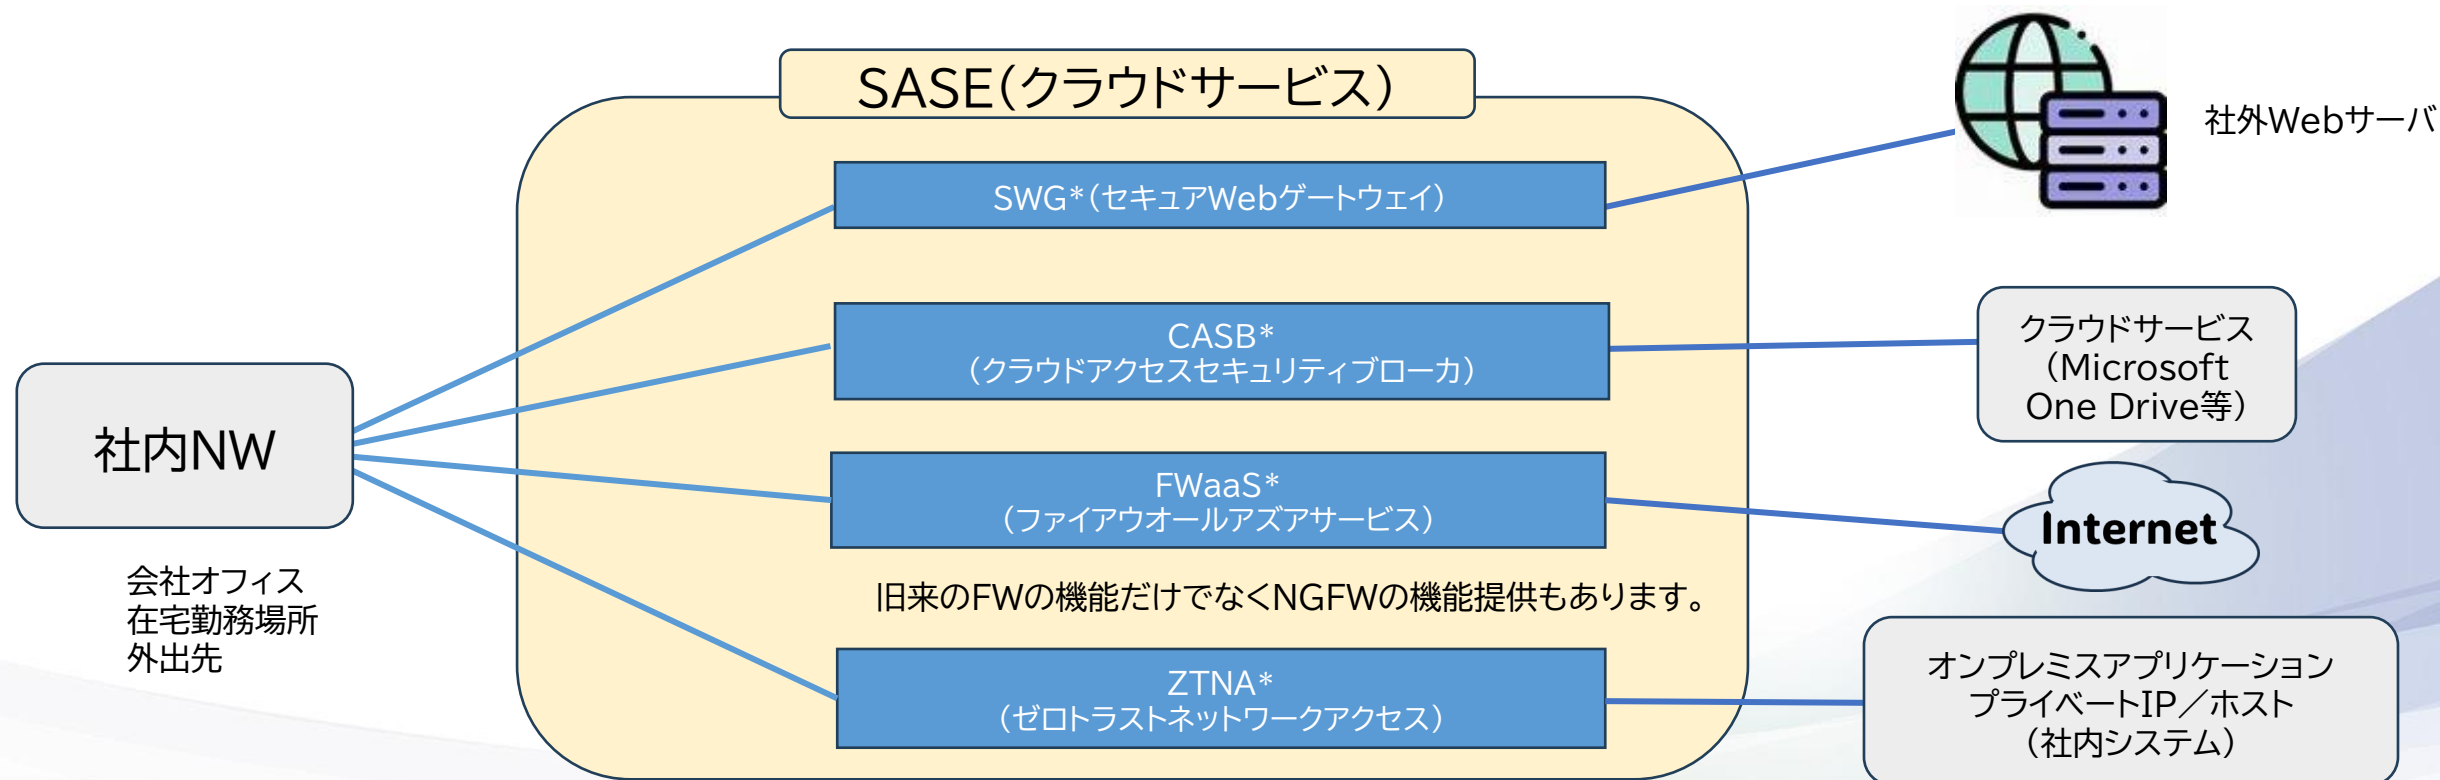 SASE（クラウドサービス）
社外Webサーバ
SWG*（セキュアWebゲートウェイ）
CASB*
（クラウドアクセスセキュリティブローカ）
クラウドサービス
（Microsoft
One Drive等）
社内NW
FWaaS*
（ファイアウオールアズアサービス）
Internet
会社オフィス
在宅勤務場所
外出先
旧来のFWの機能だけでなくNGFWの機能提供もあります。
ZTNA*
（ゼロトラストネットワークアクセス）
オンプレミスアプリケーション
プライベートIP／ホスト
（社内システム）